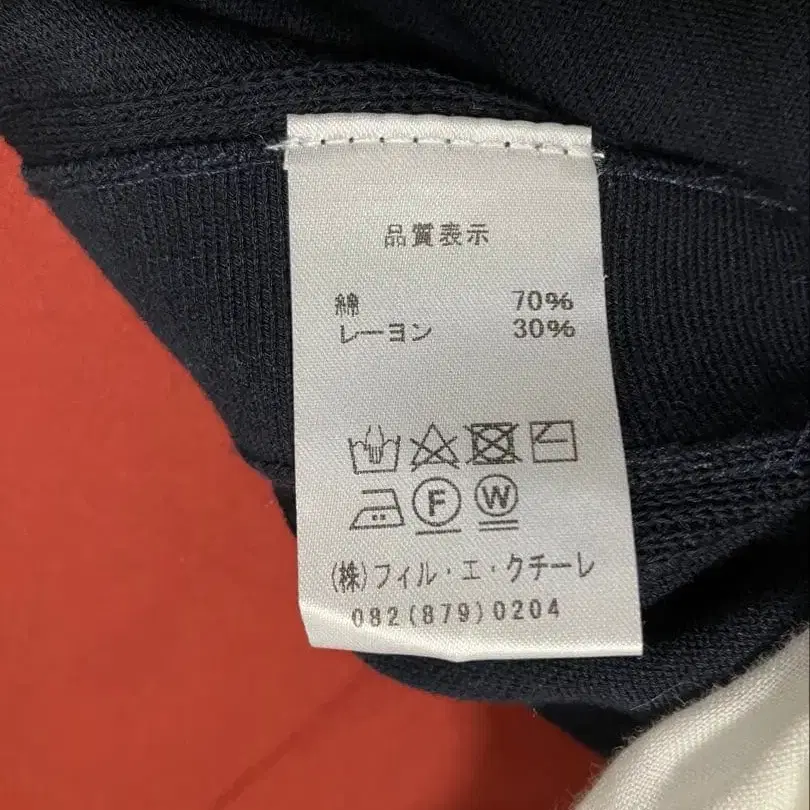 品質表示
綿 70%
レーヨン 30%
F W
(株)フィル・エ・クチーレ
082(879)0204